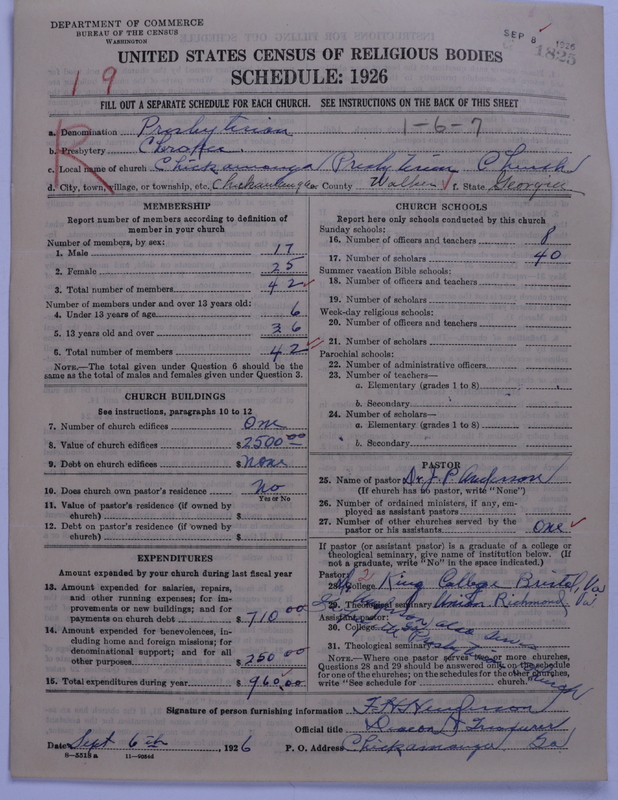 DEPARTMENT OF COMMERCE
BUREAU OF THE CENSUS
WASHINGTON
SEP 8 1926
1825
UNITED STATES CENSUS OF RELIGIOUS BODIES
SCHEDULE: 1926
19
FILL OUT A SEPARATE SCHEDULE FOR EACH CHURCH. SEE INSTRUCTIONS ON THE BACK OF THIS SHEET
R
1-6-7
a. Denomination Presbyterian
b. Presbytery Cherokee
c. Local name of church Chickamauga Presbyterian Church
d. City, town, village, or township, etc. Chickamauga e. County Walker f. State Georgia
MEMBERSHIP
Report number of members according to definition of
member in your church
Number of members, by sex:
1. Male 17
2. Female 25
3. Total number of members 42
Number of members under and over 13 years old:
4. Under 13 years of age 6
5. 13 years old and over 36
6. Total number of members 42
NOTE.—The total given under Question 6 should be the
same as the total of males and females given under Question 3.
CHURCH BUILDINGS
See instructions, paragraphs 10 to 12
7. Number of church edifices One
8. Value of church edifices $2500 00
9. Debt on church edifices $ None
10. Does church own pastor's residence No
Yes or No
11. Value of pastor's residence (if owned by
church) $
12. Debt on pastor's residence (if owned by
church) $
EXPENDITURES
Amount expended by your church during last fiscal year
13. Amount expended for salaries, repairs,
and other running expenses; for im-
provements or new buildings; and for
payments on church debt $ 710 00
14. Amount expended for benevolences, in-
cluding home and foreign missions; for
denominational support; and for all
other purposes $ 250 00
15. Total expenditures during year $ 960.00
CHURCH SCHOOLS
Report here only schools conducted by this church
Sunday schools:
16. Number of officers and teachers 8
17. Number of scholars 40
Summer vacation Bible schools:
18. Number of officers and teachers
19. Number of scholars
Week-day religious schools:
20. Number of officers and teachers
21. Number of scholars
Parochial schools:
22. Number of administrative officers
23. Number of teachers—
a. Elementary (grades 1 to 8)
b. Secondary
24. Number of scholars—
a. Elementary (grades 1 to 8)
b. Secondary
PASTOR
25. Name of pastor Dr. J. P. Anderson
(If church has no pastor, write "None")
26. Number of ordained ministers, if any, em-
ployed as assistant pastors
27. Number of other churches served by the
pastor or his assistants One
If pastor (or assistant pastor) is a graduate of a college or
theological seminary, give name of institution below. (If
not a graduate, write "No" in the space indicated.)
Pastor:
28. College King College Bristol, Va
29. Theological seminary Union Richmond Va
Assistant pastor:
30. College
also serves
31. Theological seminary
Presbyterian
Church
NOTE.—Where one pastor serves two or more churches,
Questions 28 and 29 should be answered only on the schedule
for one of the churches; on the schedules for the other churches,
write "See schedule for church."
Signature of person furnishing information F. H. Henderson
Official title Deacon & Treasurer
Date Sept 6th, 1926 P. O. Address Chickamauga Ga
8—5518 a 11—9086d